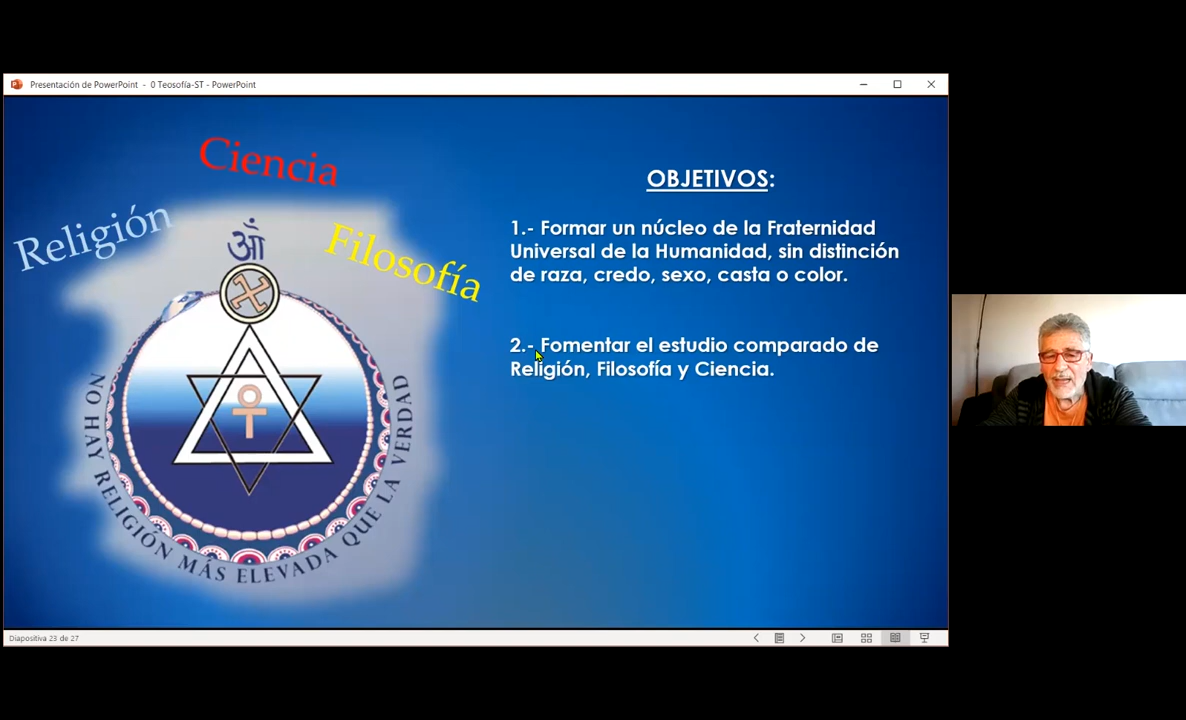 Presentación de PowerPoint - 0 Teosofía-ST - PowerPoint
Ciencia
Religión
Filosofía
ॐ
NO HAY RELIGIÓN MÁS ELEVADA QUE LA VERDAD
OBJETIVOS:
1.- Formar un núcleo de la Fraternidad
Universal de la Humanidad, sin distinción
de raza, credo, sexo, casta o color.
2.- Fomentar el estudio comparado de
Religión, Filosofía y Ciencia.
Diapositiva 23 de 27